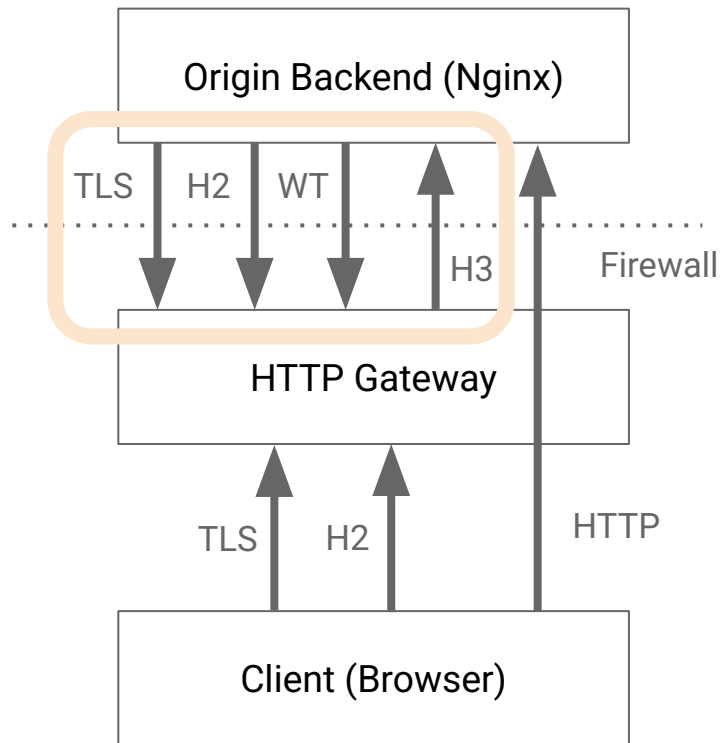 Origin Backend (Nginx)
TLS
H2
WT
H3
Firewall
HTTP Gateway
TLS
H2
HTTP
Client (Browser)